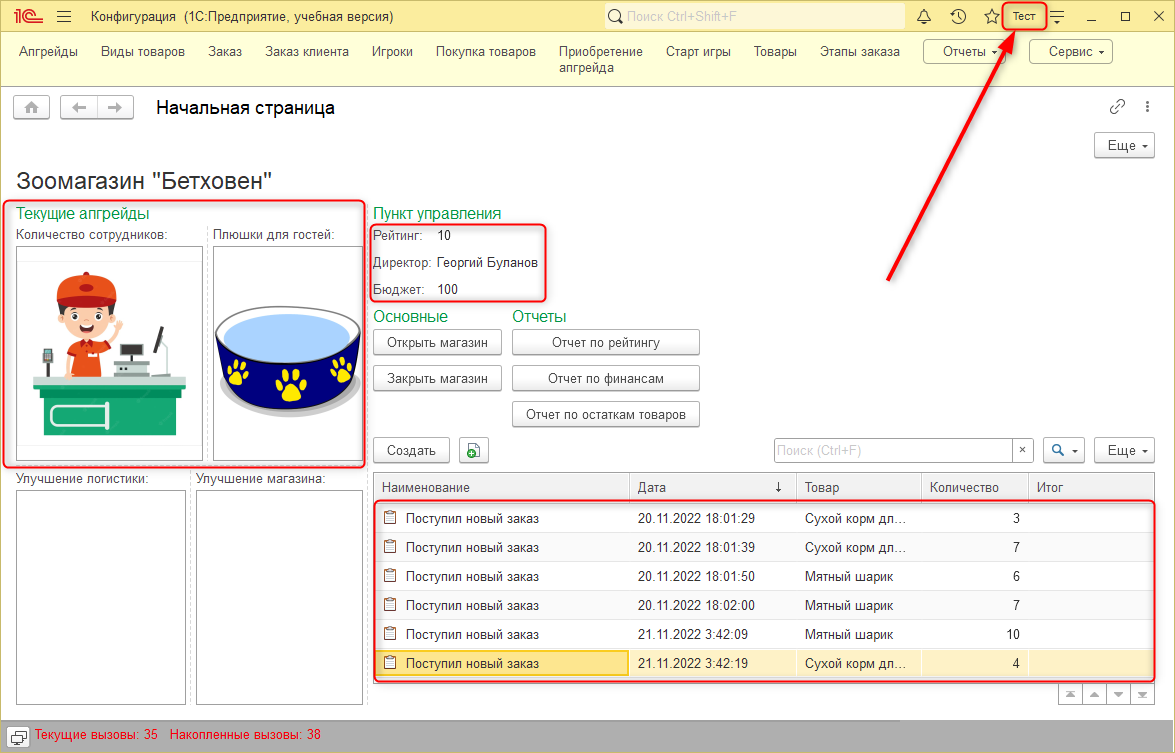 1С Конфигурация (1С:Предприятие, учебная версия) Поиск Ctrl+Shift+F Тест
Апгрейды Виды товаров Заказ Заказ клиента Игроки Покупка товаров Приобретение апгрейда Старт игры Товары Этапы заказа Отчеты Сервис
Начальная страница
Еще
Зоомагазин "Бетховен"
Текущие апгрейды
Количество сотрудников: Плюшки для гостей:
Улучшение логистики: Улучшение магазина:
Пункт управления
Рейтинг: 10
Директор: Георгий Буланов
Бюджет: 100
Основные Отчеты
Открыть магазин Отчет по рейтингу
Закрыть магазин Отчет по финансам
Отчет по остаткам товаров
Создать Поиск (Ctrl+F) × Еще
Наименование Дата ↓ Товар Количество Итог
Поступил новый заказ 20.11.2022 18:01:29 Сухой корм дл... 3
Поступил новый заказ 20.11.2022 18:01:39 Сухой корм дл... 7
Поступил новый заказ 20.11.2022 18:01:50 Мятный шарик 6
Поступил новый заказ 20.11.2022 18:02:00 Мятный шарик 7
Поступил новый заказ 21.11.2022 3:42:09 Мятный шарик 10
Поступил новый заказ 21.11.2022 3:42:19 Сухой корм дл... 4
Текущие вызовы: 35 Накопленные вызовы: 38